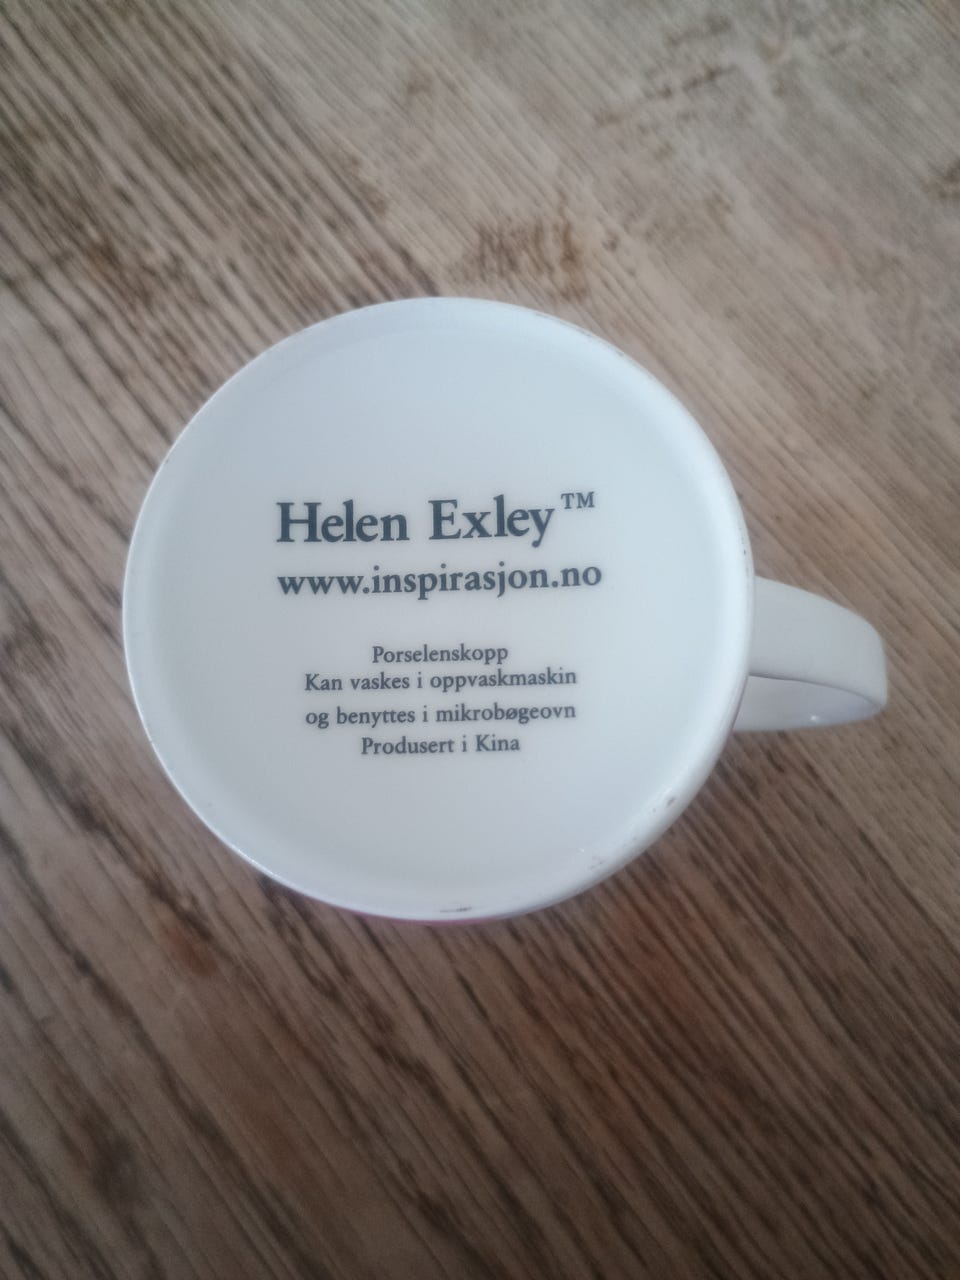 Helen Exley™
www.inspirasjon.no
Porselenskopp
Kan vaskes i oppvaskmaskin
og benyttes i mikrobøgeovn
Produsert i Kina